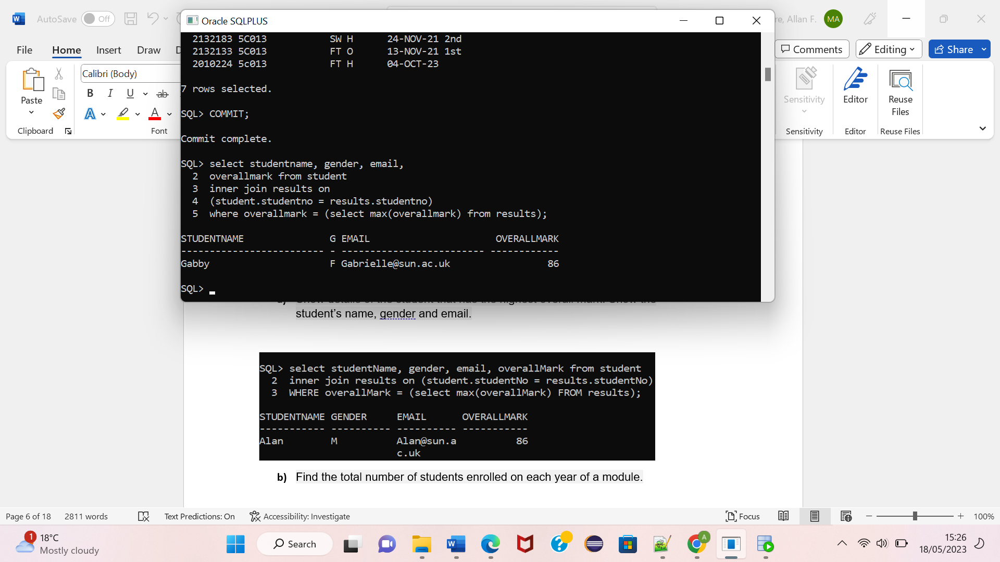 AutoSave Off
re, Allan F. MA
Oracle SQLPLUS
File Home Insert Draw D
Comments Editing Share
Calibri (Body)
Paste
B I U ab
A A
Clipboard Font
Sensitivity Editor Reuse Files
Sensitivity Editor Reuse Files
2132183 5C013 SW H 24-NOV-21 2nd
2132133 5C013 FT O 13-NOV-21 1st
2010224 5c013 FT H 04-OCT-23
7 rows selected.
SQL> COMMIT;
Commit complete.
SQL> select studentname, gender, email,
2 overallmark from student
3 inner join results on
4 (student.studentno = results.studentno)
5 where overallmark = (select max(overallmark) from results);
STUDENTNAME G EMAIL OVERALLMARK
------------------------- - ------------------------- ------------
Gabby F Gabrielle@sun.ac.uk 86
SQL>
student's name, gender and email.
SQL> select studentName, gender, email, overallMark from student
2 inner join results on (student.studentNo = results.studentNo)
3 WHERE overallMark = (select max(overallMark) FROM results);
STUDENTNAME GENDER EMAIL OVERALLMARK
----------- ---------- ---------- -----------
Alan M Alan@sun.a 86
c.uk
b) Find the total number of students enrolled on each year of a module.
Page 6 of 18 2811 words Text Predictions: On Accessibility: Investigate Focus 100%
1 18°C
Mostly cloudy
Search
15:26
18/05/2023